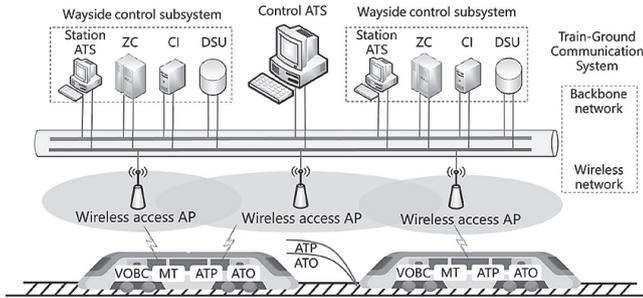 Wayside control subsystem
Control ATS
Wayside control subsystem
Station
ATS
ZC
CI
DSU
Station
ATS
ZC
CI
DSU
Train-Ground
Communication
System
Backbone
network
Wireless
network
Wireless access AP
Wireless access AP
Wireless access AP
ATP
ATO
VOBC
MT
ATP
ATO
VOBC
MT
ATP
ATO